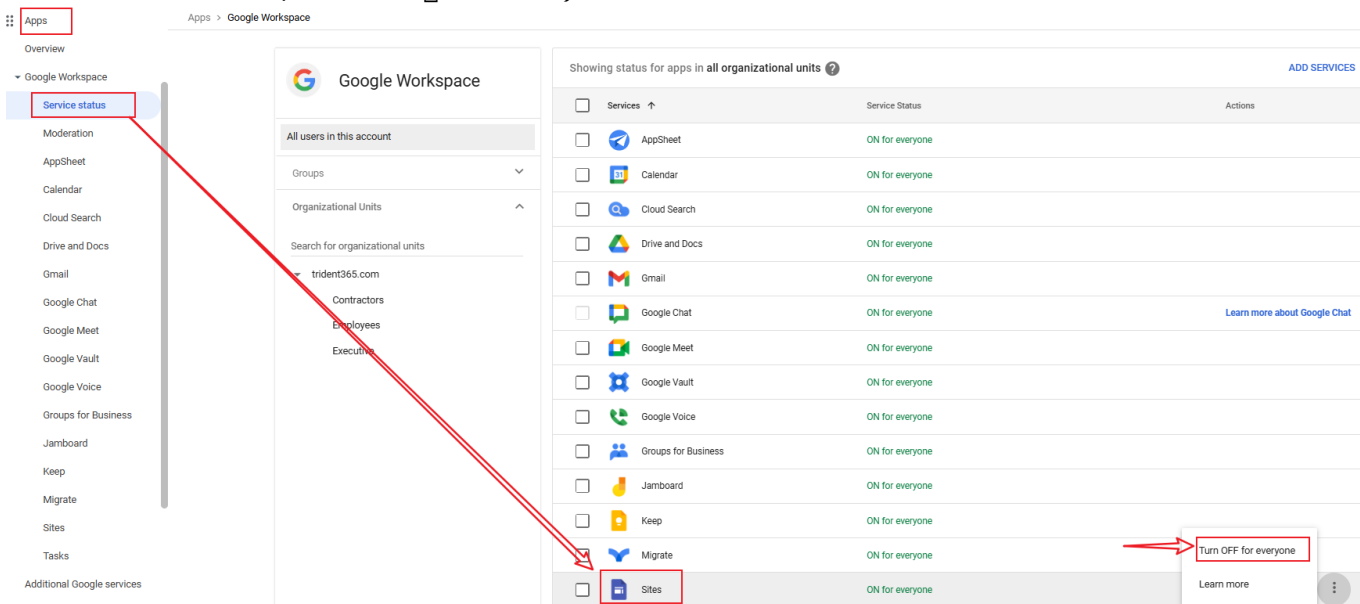 Apps
Apps > Google Workspace
Overview
Google Workspace
Service status
Moderation
AppSheet
Calendar
Cloud Search
Drive and Docs
Gmail
Google Chat
Google Meet
Google Vault
Google Voice
Groups for Business
Jamboard
Keep
Migrate
Sites
Tasks
Additional Google services
Google Workspace
All users in this account
Groups
Organizational Units
Search for organizational units
trident365.com
Contractors
Employees
Executive
Showing status for apps in all organizational units ?
ADD SERVICES
Services ↑ Service Status Actions
AppSheet ON for everyone
31 Calendar ON for everyone
Cloud Search ON for everyone
Drive and Docs ON for everyone
Gmail ON for everyone
Google Chat ON for everyone Learn more about Google Chat
Google Meet ON for everyone
Google Vault ON for everyone
Google Voice ON for everyone
Groups for Business ON for everyone
Jamboard ON for everyone
Keep ON for everyone
Migrate ON for everyone
Sites ON for everyone
Turn OFF for everyone
Learn more